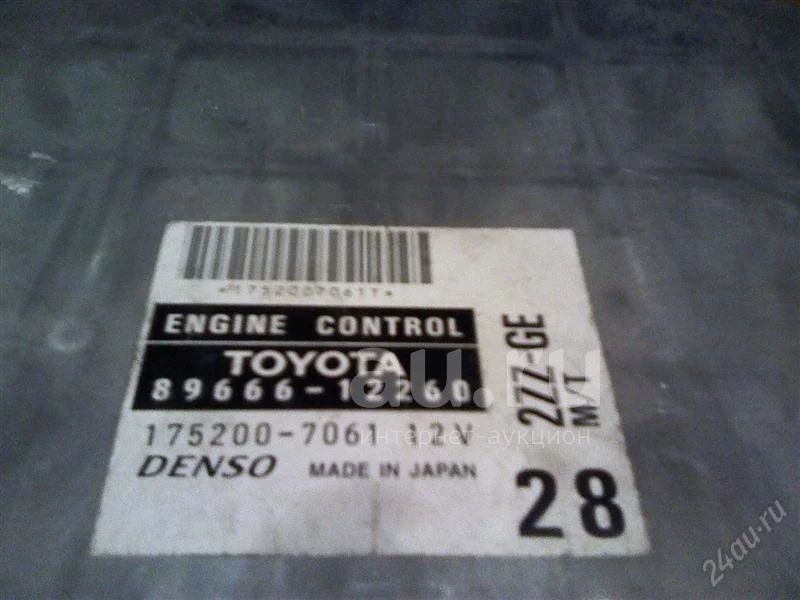 *M1752007061T*
ENGINE CONTROL
TOYOTA
89666-12260
175200-7061 12V
DENSO MADE IN JAPAN
2ZZ-GE
M/T
28
au.ru
интернет-аукцион
24au.ru